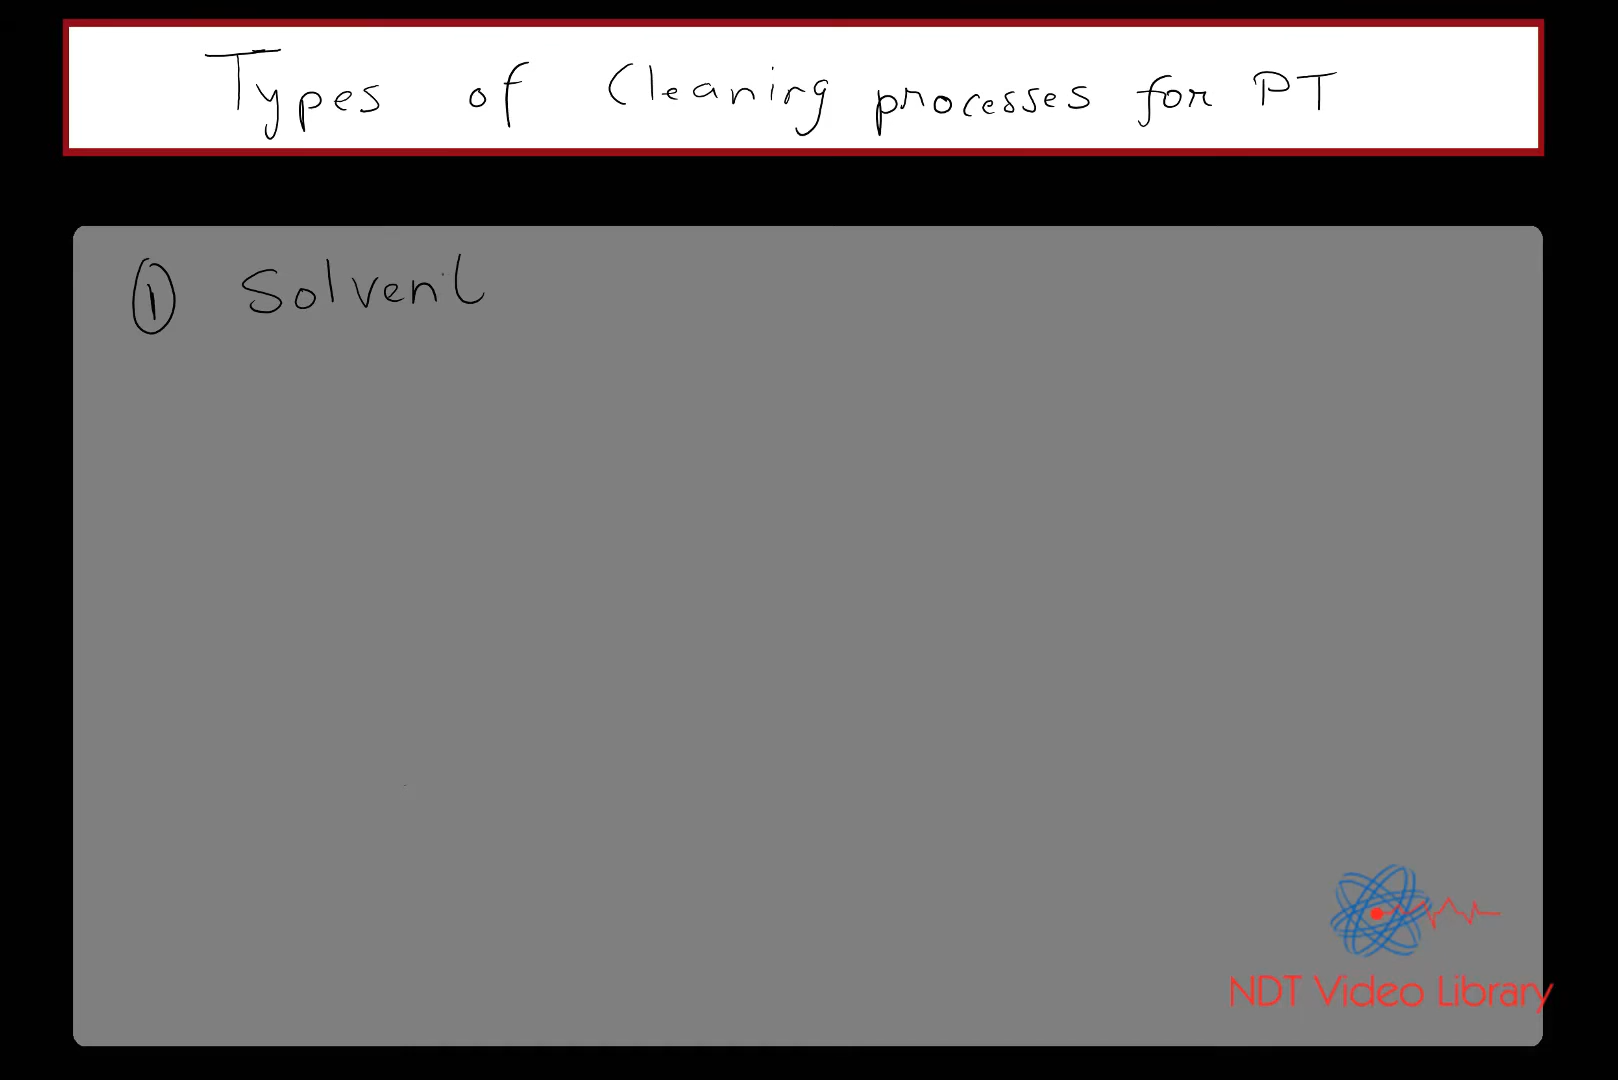 Types of Cleaning processes for PT
① Solvent
NDT Video Library